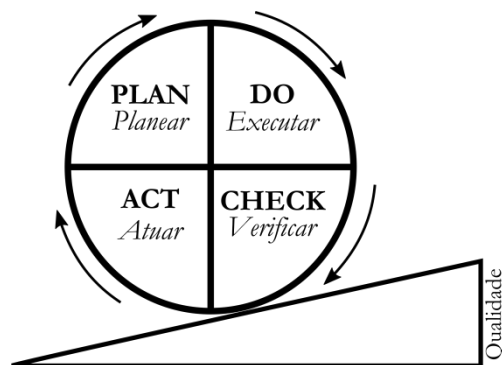 PLAN
Planear
DO
Executar
ACT
Atuar
CHECK
Verificar
Qualidade